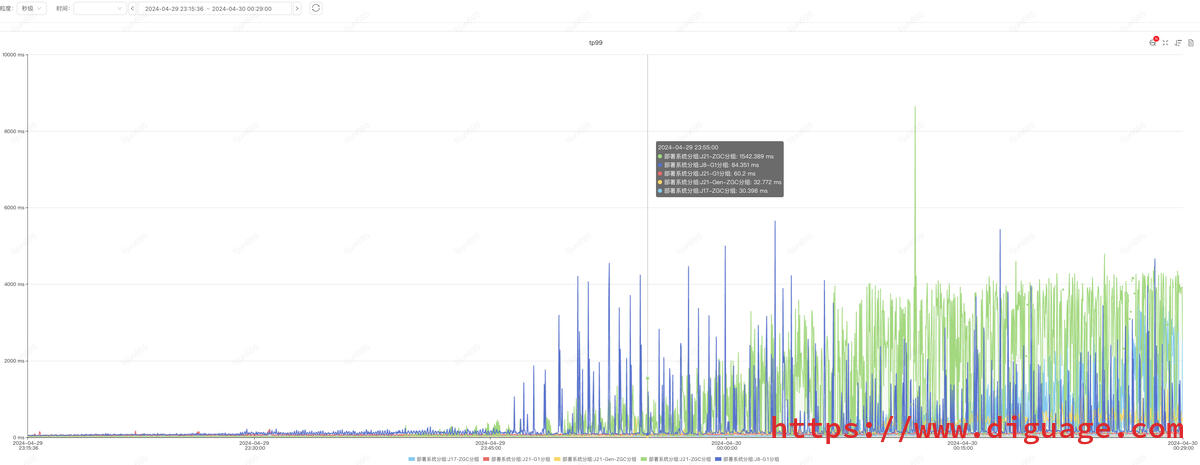 粒度: 秒级 时间: 2024-04-29 23:15:36 ~ 2024-04-30 00:29:00
tp99
10000 ms
8000 ms
6000 ms
4000 ms
2000 ms
0 ms
2024-04-29 23:55:00
部署系统分组:J21-ZGC分组: 1542.389 ms
部署系统分组:J8-G1分组: 84.351 ms
部署系统分组:J21-G1分组: 60.2 ms
部署系统分组:J21-Gen-ZGC分组: 32.772 ms
部署系统分组:J17-ZGC分组: 30.398 ms
https://www.diguage.com
2024-04-29 2024-04-29 2024-04-29 2024-04-30 2024-04-30 2024-04-30
23:15:36 23:30:00 23:45:00 00:00:00 00:15:00 00:29:00
部署系统分组:J17-ZGC分组 部署系统分组:J21-G1分组 部署系统分组:J21-Gen-ZGC分组 部署系统分组:J21-ZGC分组 部署系统分组:J8-G1分组